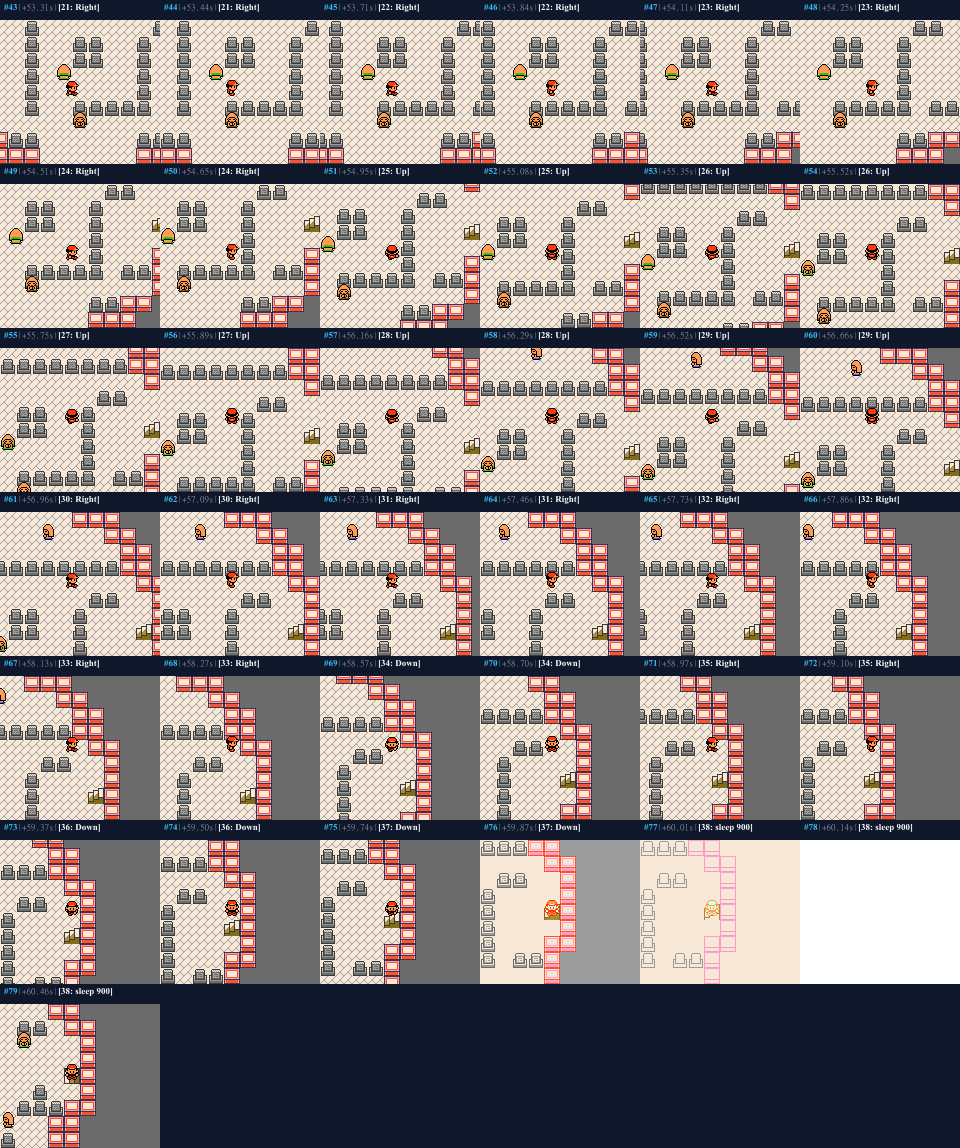 #43|+53.31s| [21: Right]
#44|+53.44s| [21: Right]
#45|+53.71s| [22: Right]
#46|+53.84s| [22: Right]
#47|+54.11s| [23: Right]
#48|+54.25s| [23: Right]
#49|+54.51s| [24: Right]
#50|+54.65s| [24: Right]
#51|+54.95s| [25: Up]
#52|+55.08s| [25: Up]
#53|+55.35s| [26: Up]
#54|+55.52s| [26: Up]
#55|+55.75s| [27: Up]
#56|+55.89s| [27: Up]
#57|+56.16s| [28: Up]
#58|+56.29s| [28: Up]
#59|+56.52s| [29: Up]
#60|+56.66s| [29: Up]
#61|+56.96s| [30: Right]
#62|+57.09s| [30: Right]
#63|+57.33s| [31: Right]
#64|+57.46s| [31: Right]
#65|+57.73s| [32: Right]
#66|+57.86s| [32: Right]
#67|+58.13s| [33: Right]
#68|+58.27s| [33: Right]
#69|+58.57s| [34: Down]
#70|+58.70s| [34: Down]
#71|+58.97s| [35: Right]
#72|+59.10s| [35: Right]
#73|+59.37s| [36: Down]
#74|+59.50s| [36: Down]
#75|+59.74s| [37: Down]
#76|+59.87s| [37: Down]
#77|+60.01s| [38: sleep 900]
#78|+60.14s| [38: sleep 900]
#79|+60.46s| [38: sleep 900]